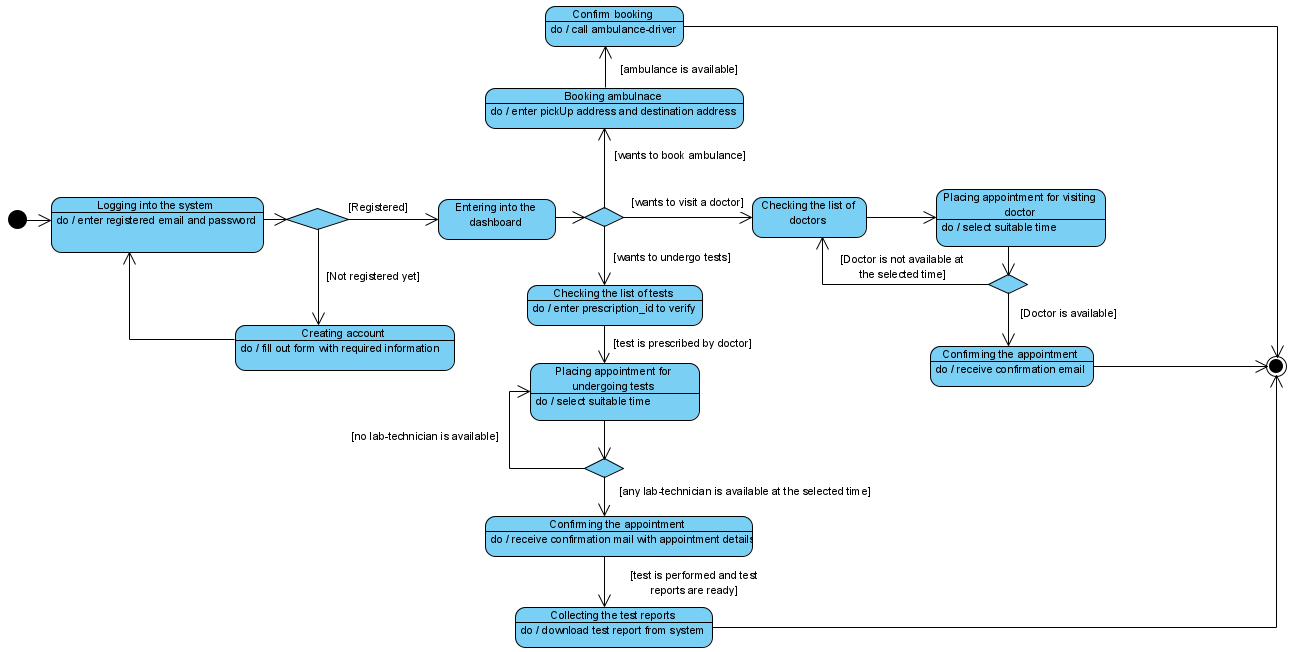 Confirm booking
do / call ambulance-driver
[ambulance is available]
Booking ambulnace
do / enter pickUp address and destination address
[wants to book ambulance]
Logging into the system
do / enter registered email and password
[Registered]
Entering into the
dashboard
[wants to visit a doctor]
Checking the list of
doctors
Placing appointment for visiting
doctor
do / select suitable time
[Not registered yet]
[wants to undergo tests]
[Doctor is not available at
the selected time]
Creating account
do / fill out form with required information
Checking the list of tests
do / enter prescription_id to verify
[Doctor is available]
[test is prescribed by doctor]
Confirming the appointment
do / receive confirmation email
Placing appointment for
undergoing tests
do / select suitable time
[no lab-technician is available]
[any lab-technician is available at the selected time]
Confirming the appointment
do / receive confirmation mail with appointment details
[test is performed and test
reports are ready]
Collecting the test reports
do / download test report from system